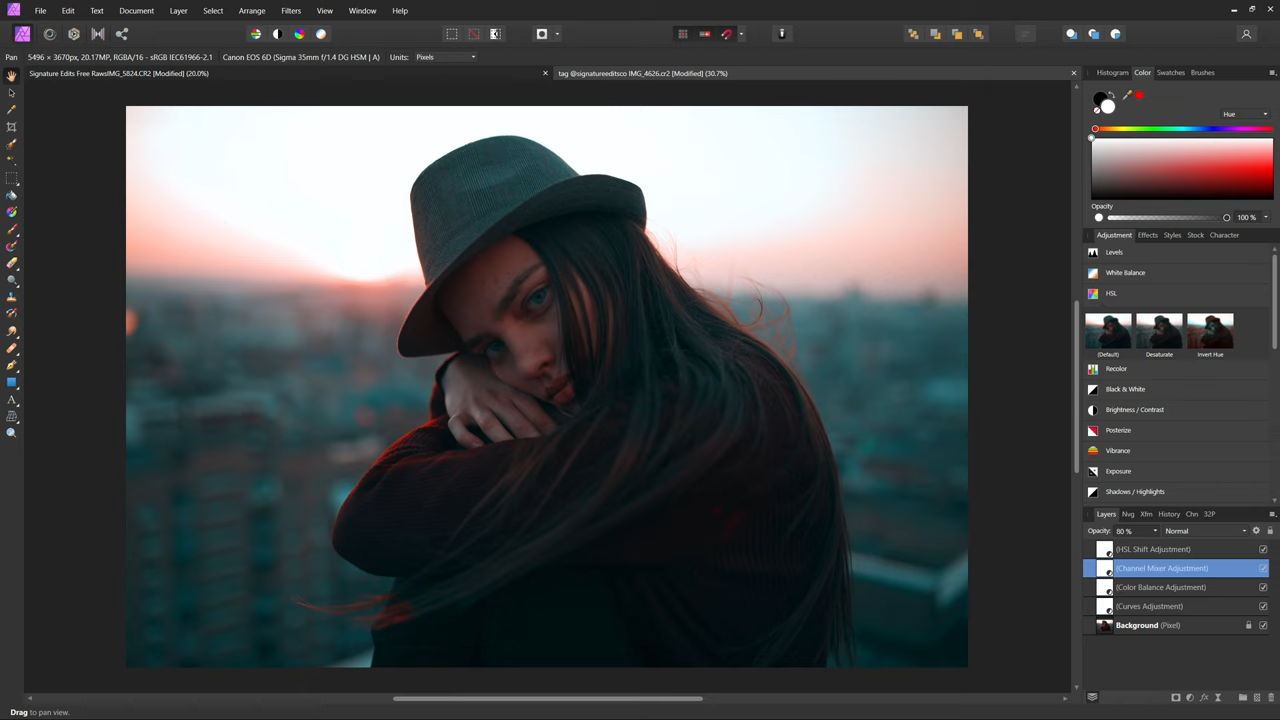 File Edit Text Document Layer Select Arrange Filters View Window Help
Pan 5496 × 3670px, 20.17MP, RGBA/16 - sRGB IEC61966-2.1 Canon EOS 6D (Sigma 35mm f/1.4 DG HSM | A) Units: Pixels
Signature Edits Free RawsIMG_5824.CR2 [Modified] (20.0%)
tag @signatureeditsco IMG_4626.cr2 [Modified] (30.7%)
Histogram Color Swatches Brushes
Hue
Opacity
100 %
Adjustment Effects Styles Stock Character
Levels
White Balance
HSL
(Default) Desaturate Invert Hue
Recolor
Black & White
Brightness / Contrast
Posterize
Vibrance
Exposure
Shadows / Highlights
Layers Nvg Xfm History Chn 32P
Opacity: 80 % Normal
(HSL Shift Adjustment)
(Channel Mixer Adjustment)
(Color Balance Adjustment)
(Curves Adjustment)
Background (Pixel)
Drag to pan view.